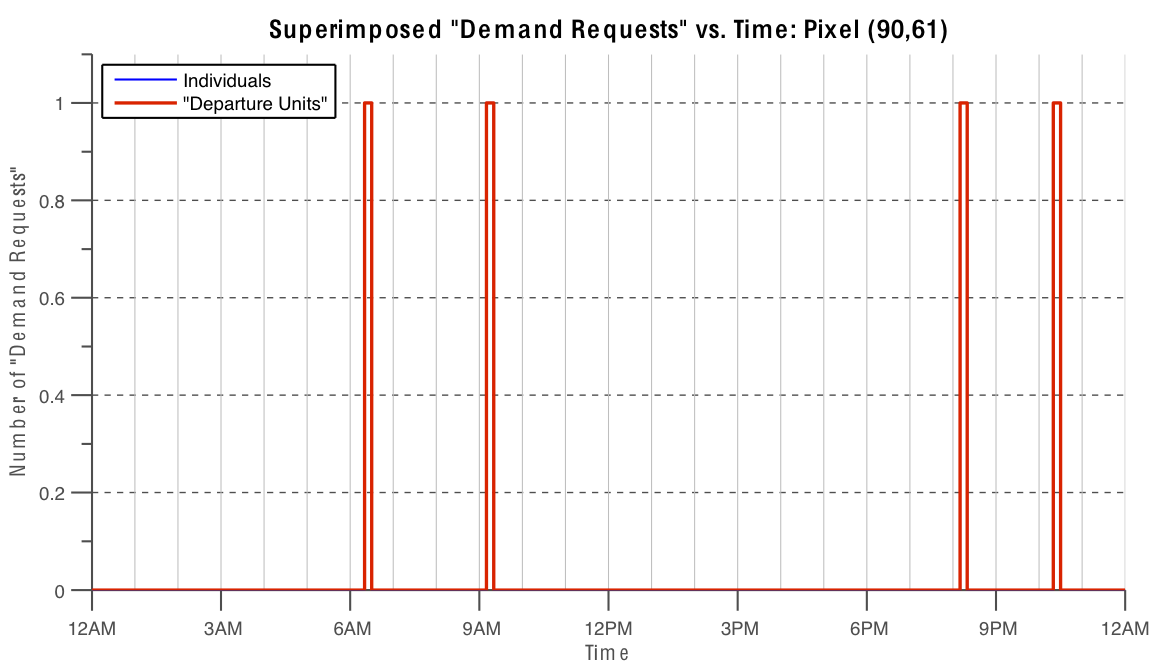 Superimposed "Demand Requests" vs. Time: Pixel (90,61)
Individuals
"Departure Units"
Number of "Demand Requests"
1
0.8
0.6
0.4
0.2
0
12AM 3AM 6AM 9AM 12PM 3PM 6PM 9PM 12AM
Time